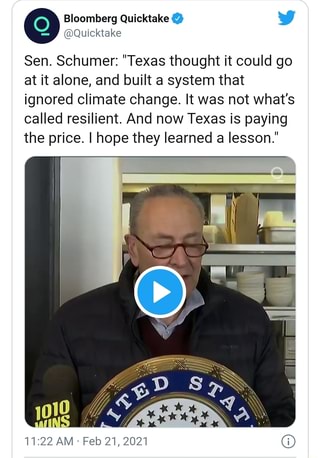 Bloomberg Quicktake
@Quicktake
Sen. Schumer: "Texas thought it could go
at it alone, and built a system that
ignored climate change. It was not what's
called resilient. And now Texas is paying
the price. I hope they learned a lesson."
1010
WINS
ITED STAT
11:22 AM · Feb 21, 2021